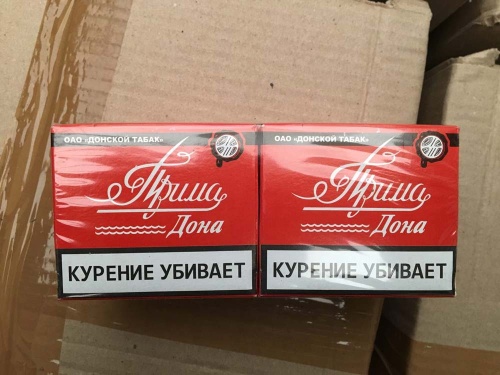 ОАО «ДОНСКОЙ ТАБАК»
Прима
Дона
КУРЕНИЕ УБИВАЕТ
ОАО «ДОНСКОЙ ТАБАК»
Прима
Дона
КУРЕНИЕ УБИВАЕТ